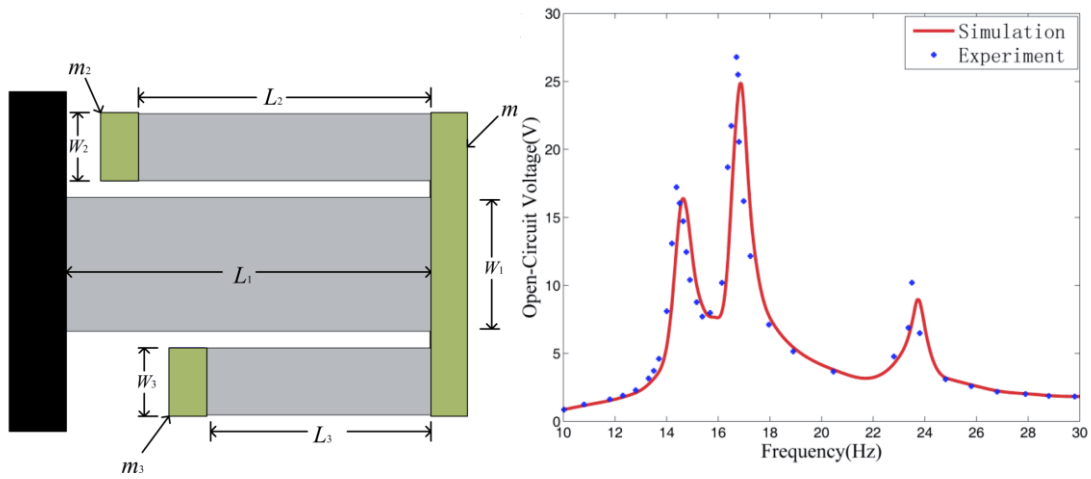 m₂
L₂
m
W₂
L₁
W₁
W₃
L₃
m₃
30
25
20
15
10
5
0
Open-Circuit Voltage(V)
Simulation
Experiment
10 12 14 16 18 20 22 24 26 28 30
Frequency(Hz)